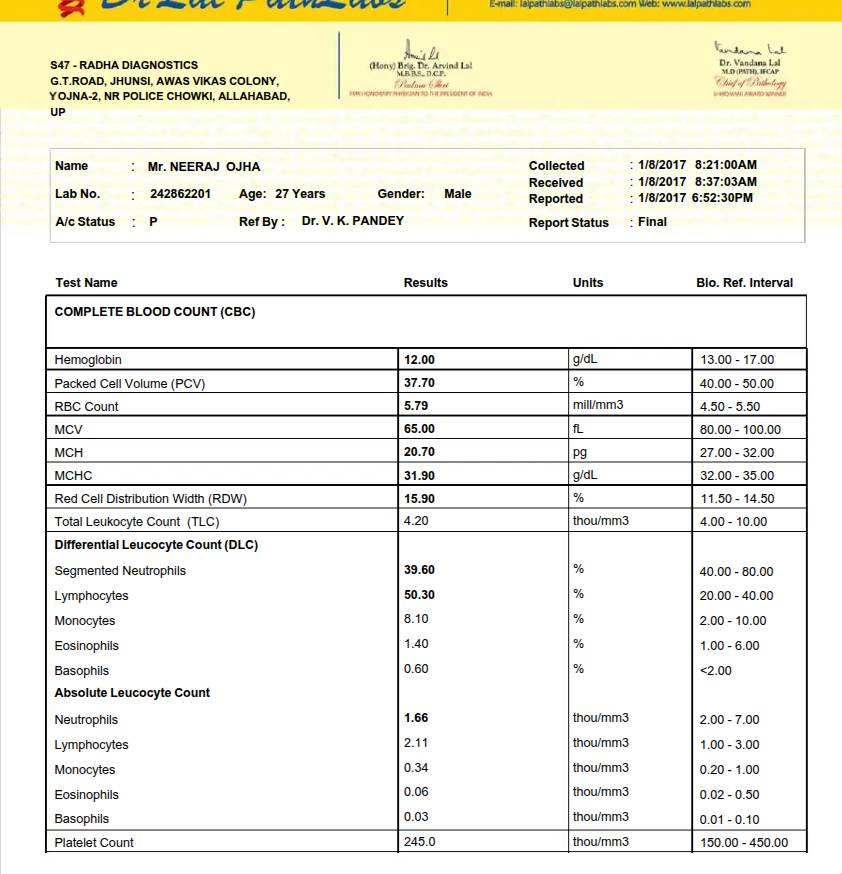 Dr Lal PathLabs
E-mail: lalpathlabs@lalpathlabs.com Web: www.lalpathlabs.com
S47 - RADHA DIAGNOSTICS
G.T.ROAD, JHUNSI, AWAS VIKAS COLONY,
YOJNA-2, NR POLICE CHOWKI, ALLAHABAD,
UP
(Hony) Brig. Dr. Arvind Lal
M.B.B.S., D.C.P.
Padma Shri
Dr. Vandana Lal
M.D (PATH), IFCAP
Chief of Pathology
Name : Mr. NEERAJ OJHA Collected : 1/8/2017 8:21:00AM
Received : 1/8/2017 8:37:03AM
Lab No. : 242862201 Age: 27 Years Gender: Male Reported : 1/8/2017 6:52:30PM
A/c Status : P Ref By : Dr. V. K. PANDEY Report Status : Final
Test Name Results Units Bio. Ref. Interval
COMPLETE BLOOD COUNT (CBC)
Hemoglobin 12.00 g/dL 13.00 - 17.00
Packed Cell Volume (PCV) 37.70 % 40.00 - 50.00
RBC Count 5.79 mill/mm3 4.50 - 5.50
MCV 65.00 fL 80.00 - 100.00
MCH 20.70 pg 27.00 - 32.00
MCHC 31.90 g/dL 32.00 - 35.00
Red Cell Distribution Width (RDW) 15.90 % 11.50 - 14.50
Total Leukocyte Count (TLC) 4.20 thou/mm3 4.00 - 10.00
Differential Leucocyte Count (DLC)
Segmented Neutrophils 39.60 % 40.00 - 80.00
Lymphocytes 50.30 % 20.00 - 40.00
Monocytes 8.10 % 2.00 - 10.00
Eosinophils 1.40 % 1.00 - 6.00
Basophils 0.60 % <2.00
Absolute Leucocyte Count
Neutrophils 1.66 thou/mm3 2.00 - 7.00
Lymphocytes 2.11 thou/mm3 1.00 - 3.00
Monocytes 0.34 thou/mm3 0.20 - 1.00
Eosinophils 0.06 thou/mm3 0.02 - 0.50
Basophils 0.03 thou/mm3 0.01 - 0.10
Platelet Count 245.0 thou/mm3 150.00 - 450.00